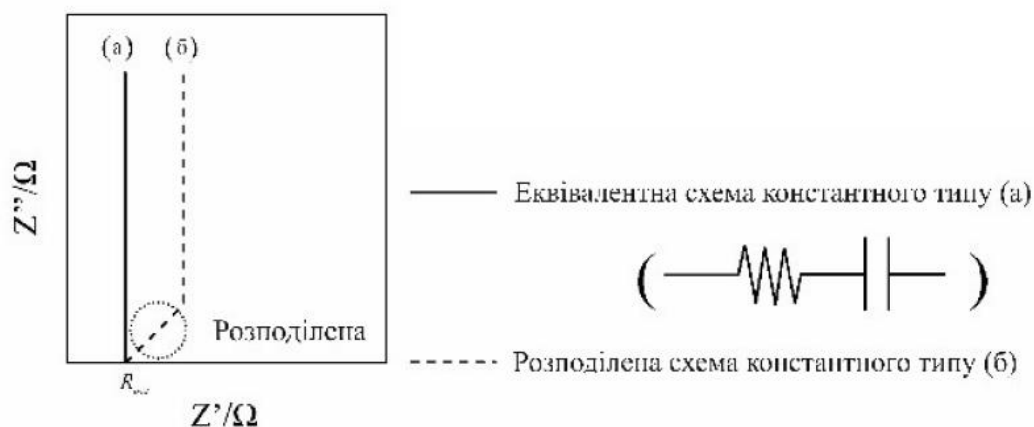 (а) (б)
Z''/Ω
Розподілена
R
Z'/Ω
Еквівалентна схема константного типу (а)
Розподілена схема константного типу (б)